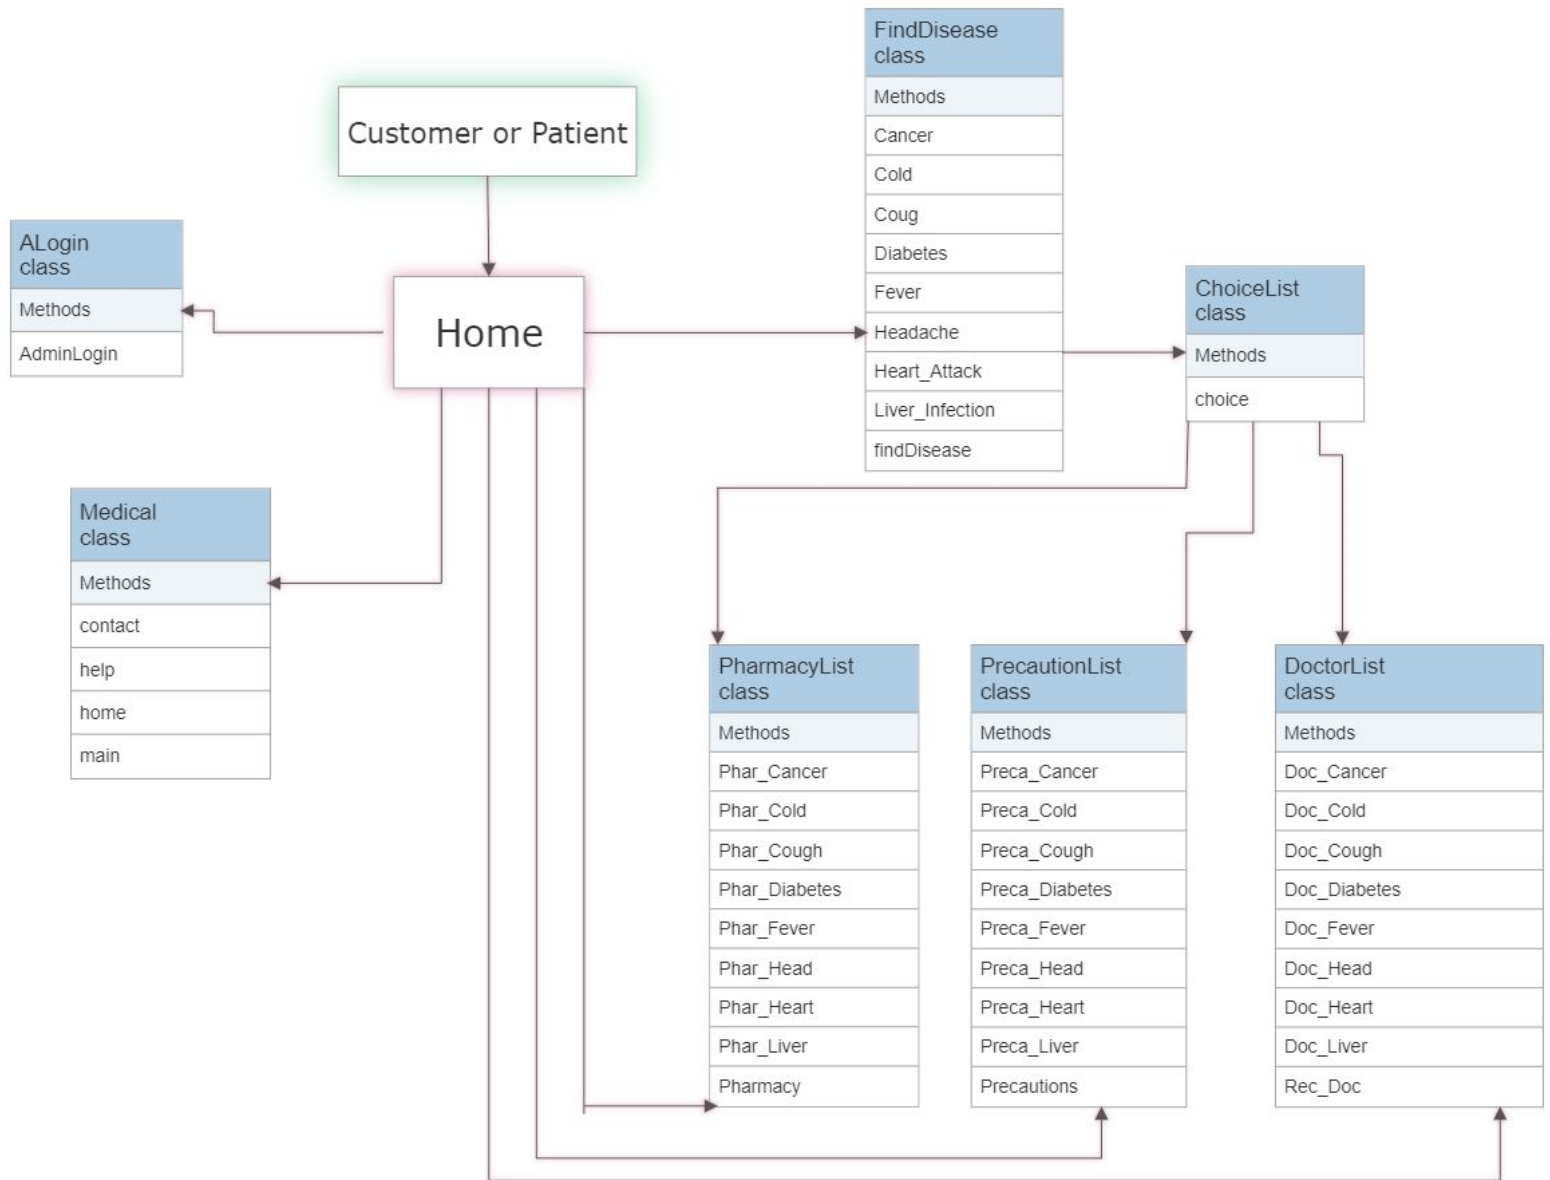 Customer or Patient
Home
ALogin
class
Methods
AdminLogin
Medical
class
Methods
contact
help
home
main
FindDisease
class
Methods
Cancer
Cold
Coug
Diabetes
Fever
Headache
Heart_Attack
Liver_Infection
findDisease
ChoiceList
class
Methods
choice
PharmacyList
class
Methods
Phar_Cancer
Phar_Cold
Phar_Cough
Phar_Diabetes
Phar_Fever
Phar_Head
Phar_Heart
Phar_Liver
Pharmacy
PrecautionList
class
Methods
Preca_Cancer
Preca_Cold
Preca_Cough
Preca_Diabetes
Preca_Fever
Preca_Head
Preca_Heart
Preca_Liver
Precautions
DoctorList
class
Methods
Doc_Cancer
Doc_Cold
Doc_Cough
Doc_Diabetes
Doc_Fever
Doc_Head
Doc_Heart
Doc_Liver
Rec_Doc